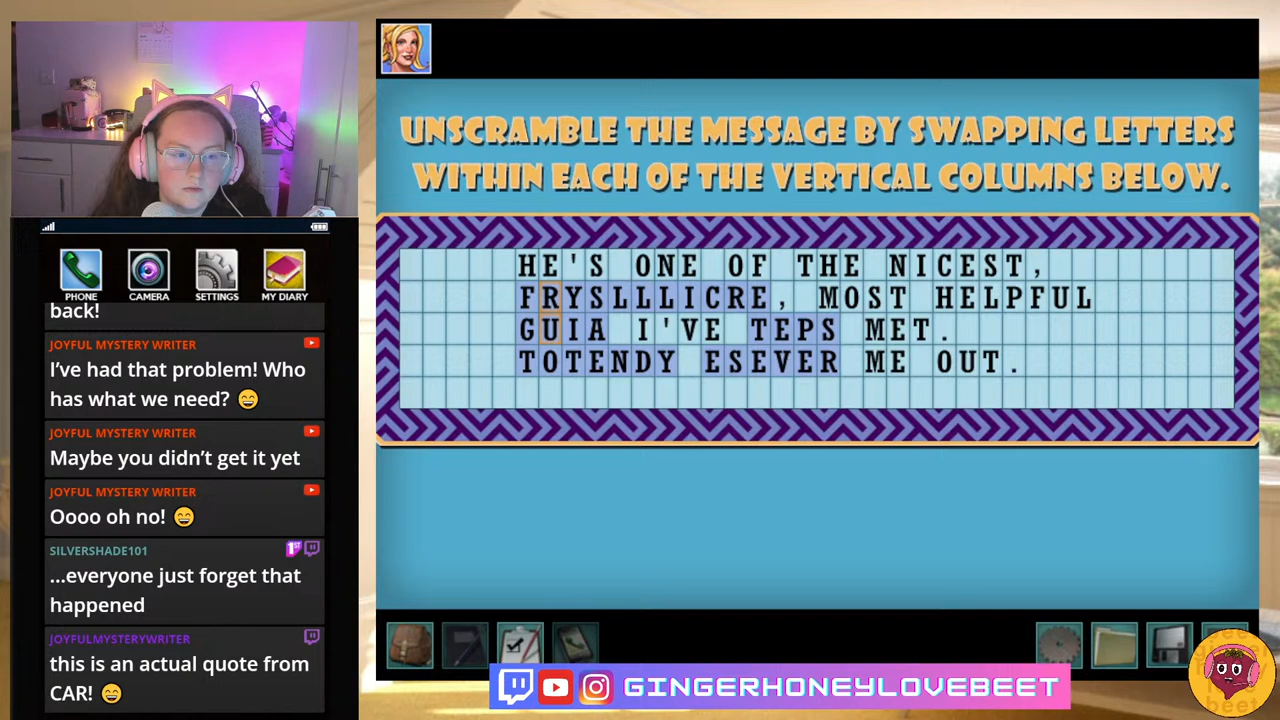 UNSCRAMBLE THE MESSAGE BY SWAPPING LETTERS
WITHIN EACH OF THE VERTICAL COLUMNS BELOW.
HE'S ONE OF THE NICEST,
FRYSLLLICRE, MOST HELPFUL
GUIA I'VE TEPS MET.
TOTENDY ESEVER ME OUT.
PHONE
CAMERA
SETTINGS
MY DIARY
back!
JOYFUL MYSTERY WRITER
I've had that problem! Who
has what we need? 😄
JOYFUL MYSTERY WRITER
Maybe you didn't get it yet
JOYFUL MYSTERY WRITER
Oooo oh no! 😄
SILVERSHADE101
1ST
...everyone just forget that
happened
JOYFULMYSTERYWRITER
this is an actual quote from
CAR! 😄
GINGERHONEYLOVEBEET